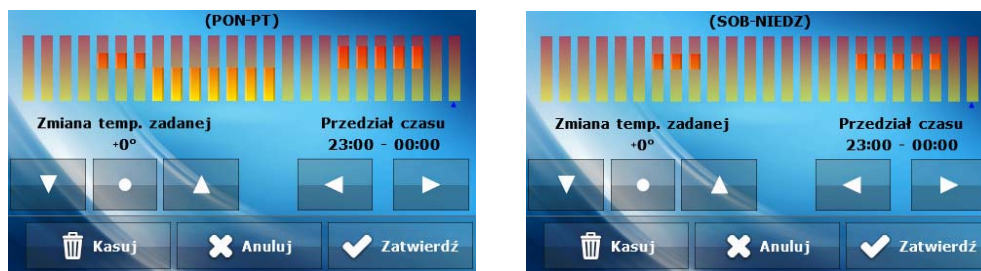 (PON-PT)
Zmiana temp. zadanej
Przedział czasu
+0°
23:00 - 00:00
Kasuj
Anuluj
Zatwierdź
(SOB-NIEDZ)
Zmiana temp. zadanej
Przedział czasu
+0°
23:00 - 00:00
Kasuj
Anuluj
Zatwierdź